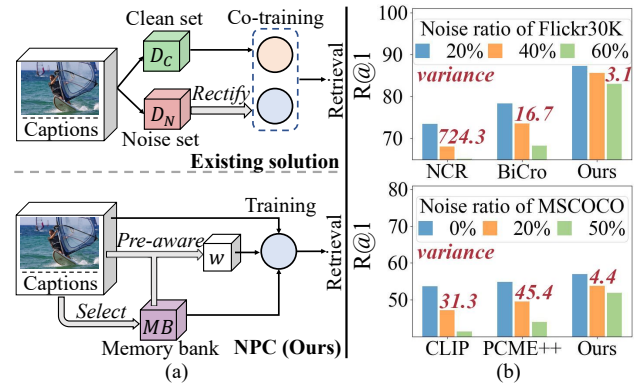 Clean set
Co-training
D_C
D_N
Rectify
Captions
Noise set
Retrieval
Existing solution
Training
Pre-aware
w
Captions
Select
MB
Memory bank
Retrieval
NPC (Ours)
(a)
R@1
100
90
80
70
Noise ratio of Flickr30K
20% 40% 60%
variance
724.3
16.7
3.1
NCR BiCro Ours
R@1
80
70
60
50
Noise ratio of MSCOCO
0% 20% 50%
variance
31.3
45.4
4.4
CLIP PCME++ Ours
(b)